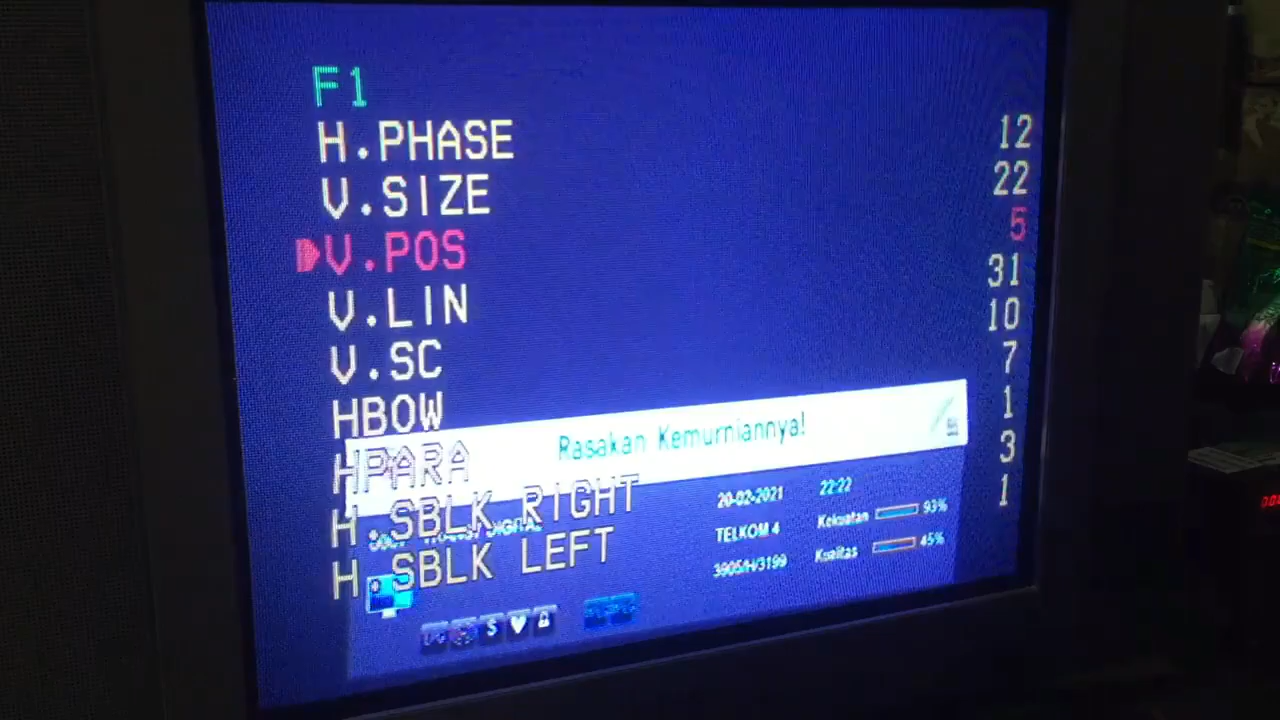 F1
H.PHASE 12
V.SIZE 22
V.POS 5
V.LIN 31
V.SC 10
HBOW 7
HPARA 1
H.SBLK RIGHT 3
H.SBLK LEFT 1
Rasakan Kemurniannya!
20-02-2021 22:22
DIGITAL TELKOM 4 Kekuatan 93%
3905/H/3199 Kualitas 45%
S